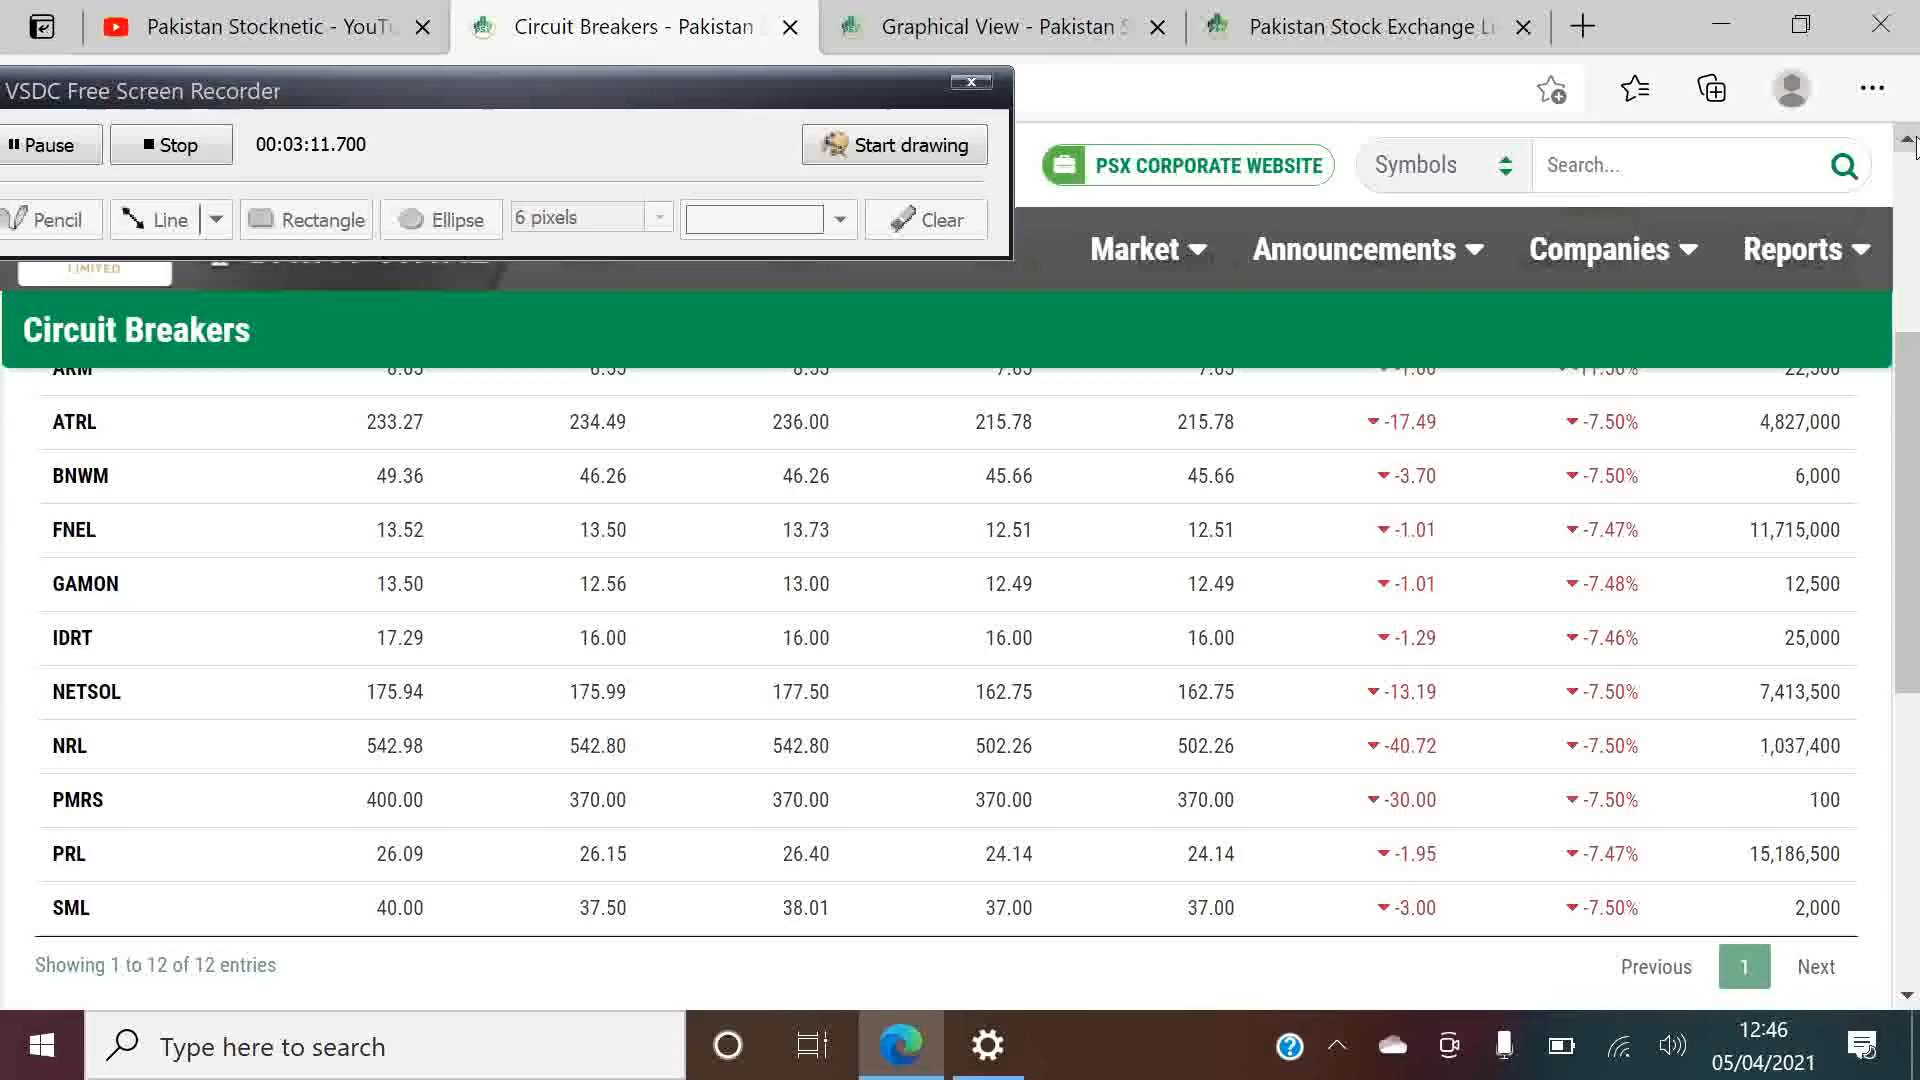 Pakistan Stocknetic - YouTu
Circuit Breakers - Pakistan
Graphical View - Pakistan S
Pakistan Stock Exchange Li
VSDC Free Screen Recorder
Pause Stop 00:03:11.700 Start drawing
Pencil Line Rectangle Ellipse 6 pixels Clear
PSX CORPORATE WEBSITE Symbols Search...
Market Announcements Companies Reports
LIMITED
Circuit Breakers
ATRL 233.27 234.49 236.00 215.78 215.78 -17.49 -7.50% 4,827,000
BNWM 49.36 46.26 46.26 45.66 45.66 -3.70 -7.50% 6,000
FNEL 13.52 13.50 13.73 12.51 12.51 -1.01 -7.47% 11,715,000
GAMON 13.50 12.56 13.00 12.49 12.49 -1.01 -7.48% 12,500
IDRT 17.29 16.00 16.00 16.00 16.00 -1.29 -7.46% 25,000
NETSOL 175.94 175.99 177.50 162.75 162.75 -13.19 -7.50% 7,413,500
NRL 542.98 542.80 542.80 502.26 502.26 -40.72 -7.50% 1,037,400
PMRS 400.00 370.00 370.00 370.00 370.00 -30.00 -7.50% 100
PRL 26.09 26.15 26.40 24.14 24.14 -1.95 -7.47% 15,186,500
SML 40.00 37.50 38.01 37.00 37.00 -3.00 -7.50% 2,000
Showing 1 to 12 of 12 entries
Previous 1 Next
Type here to search
12:46
05/04/2021